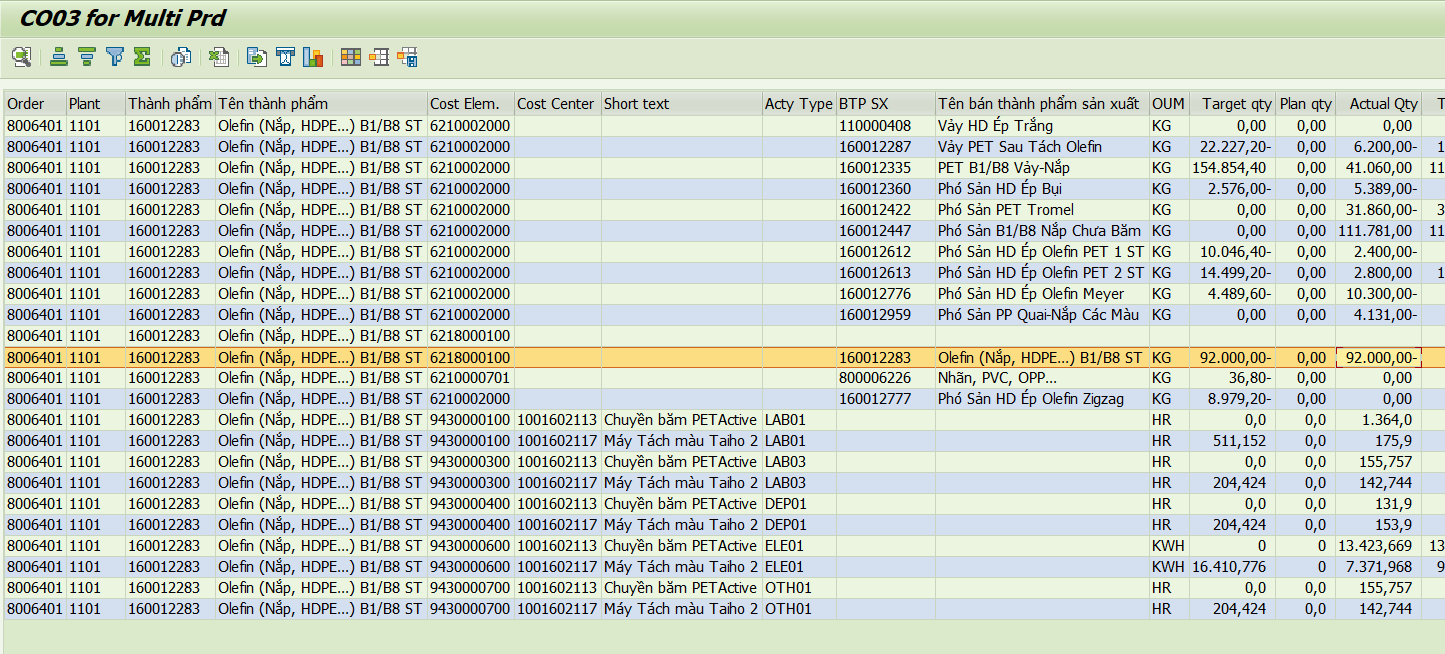 CO03 for Multi Prd
Order Plant Thành phẩm Tên thành phẩm Cost Elem. Cost Center Short text Acty Type BTP SX Tên bán thành phẩm sản xuất OUM Target qty Plan qty Actual Qty T
8006401 1101 160012283 Olefin (Nắp, HDPE...) B1/B8 ST 6210002000 110000408 Vảy HD Ép Trắng KG 0,00 0,00 0,00
8006401 1101 160012283 Olefin (Nắp, HDPE...) B1/B8 ST 6210002000 160012287 Vảy PET Sau Tách Olefin KG 22.227,20- 0,00 6.200,00- 1
8006401 1101 160012283 Olefin (Nắp, HDPE...) B1/B8 ST 6210002000 160012335 PET B1/B8 Vảy-Nắp KG 154.854,40 0,00 41.060,00 11
8006401 1101 160012283 Olefin (Nắp, HDPE...) B1/B8 ST 6210002000 160012360 Phó Sản HD Ép Bụi KG 2.576,00- 0,00 5.389,00-
8006401 1101 160012283 Olefin (Nắp, HDPE...) B1/B8 ST 6210002000 160012422 Phó Sản PET Tromel KG 0,00 0,00 31.860,00- 3
8006401 1101 160012283 Olefin (Nắp, HDPE...) B1/B8 ST 6210002000 160012447 Phó Sản B1/B8 Nắp Chưa Băm KG 0,00 0,00 111.781,00 11
8006401 1101 160012283 Olefin (Nắp, HDPE...) B1/B8 ST 6210002000 160012612 Phó Sản HD Ép Olefin PET 1 ST KG 10.046,40- 0,00 2.400,00-
8006401 1101 160012283 Olefin (Nắp, HDPE...) B1/B8 ST 6210002000 160012613 Phó Sản HD Ép Olefin PET 2 ST KG 14.499,20- 0,00 2.800,00 1
8006401 1101 160012283 Olefin (Nắp, HDPE...) B1/B8 ST 6210002000 160012776 Phó Sản HD Ép Olefin Meyer KG 4.489,60- 0,00 10.300,00-
8006401 1101 160012283 Olefin (Nắp, HDPE...) B1/B8 ST 6210002000 160012959 Phó Sản PP Quai-Nắp Các Màu KG 0,00 0,00 4.131,00-
8006401 1101 160012283 Olefin (Nắp, HDPE...) B1/B8 ST 6218000100
8006401 1101 160012283 Olefin (Nắp, HDPE...) B1/B8 ST 6218000100 160012283 Olefin (Nắp, HDPE...) B1/B8 ST KG 92.000,00- 0,00 92.000,00-
8006401 1101 160012283 Olefin (Nắp, HDPE...) B1/B8 ST 6210000701 800006226 Nhãn, PVC, OPP... KG 36,80- 0,00 0,00
8006401 1101 160012283 Olefin (Nắp, HDPE...) B1/B8 ST 6210002000 160012777 Phó Sản HD Ép Olefin Zigzag KG 8.979,20- 0,00 0,00
8006401 1101 160012283 Olefin (Nắp, HDPE...) B1/B8 ST 9430000100 1001602113 Chuyền băm PETActive LAB01 HR 0,0 0,0 1.364,0
8006401 1101 160012283 Olefin (Nắp, HDPE...) B1/B8 ST 9430000100 1001602117 Máy Tách màu Taiho 2 LAB01 HR 511,152 0,0 175,9
8006401 1101 160012283 Olefin (Nắp, HDPE...) B1/B8 ST 9430000300 1001602113 Chuyền băm PETActive LAB03 HR 0,0 0,0 155,757
8006401 1101 160012283 Olefin (Nắp, HDPE...) B1/B8 ST 9430000300 1001602117 Máy Tách màu Taiho 2 LAB03 HR 204,424 0,0 142,744
8006401 1101 160012283 Olefin (Nắp, HDPE...) B1/B8 ST 9430000400 1001602113 Chuyền băm PETActive DEP01 HR 0,0 0,0 131,9
8006401 1101 160012283 Olefin (Nắp, HDPE...) B1/B8 ST 9430000400 1001602117 Máy Tách màu Taiho 2 DEP01 HR 204,424 0,0 153,9
8006401 1101 160012283 Olefin (Nắp, HDPE...) B1/B8 ST 9430000600 1001602113 Chuyền băm PETActive ELE01 KWH 0 0 13.423,669 13
8006401 1101 160012283 Olefin (Nắp, HDPE...) B1/B8 ST 9430000600 1001602117 Máy Tách màu Taiho 2 ELE01 KWH 16.410,776 0 7.371,968 9
8006401 1101 160012283 Olefin (Nắp, HDPE...) B1/B8 ST 9430000700 1001602113 Chuyền băm PETActive OTH01 HR 0,0 0,0 155,757
8006401 1101 160012283 Olefin (Nắp, HDPE...) B1/B8 ST 9430000700 1001602117 Máy Tách màu Taiho 2 OTH01 HR 204,424 0,0 142,744